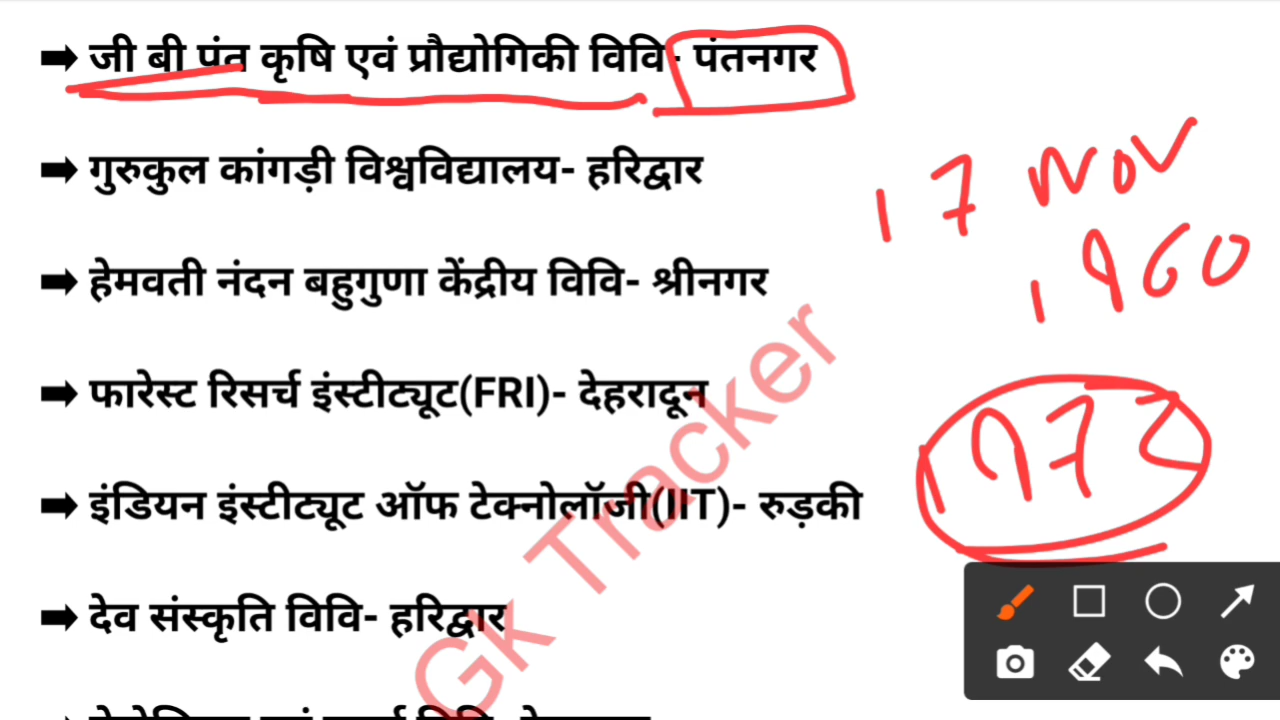 ➡ जी बी पंत कृषि एवं प्रौद्योगिकी विवि- पंतनगर
➡ गुरुकुल कांगड़ी विश्वविद्यालय- हरिद्वार
17 Nov
1960
➡ हेमवती नंदन बहुगुणा केंद्रीय विवि- श्रीनगर
➡ फारेस्ट रिसर्च इंस्टीट्यूट(FRI)- देहरादून
197
➡ इंडियन इंस्टीट्यूट ऑफ टेक्नोलॉजी(IIT)- रुड़की
➡ देव संस्कृति विवि- हरिद्वार
Gk Tracker